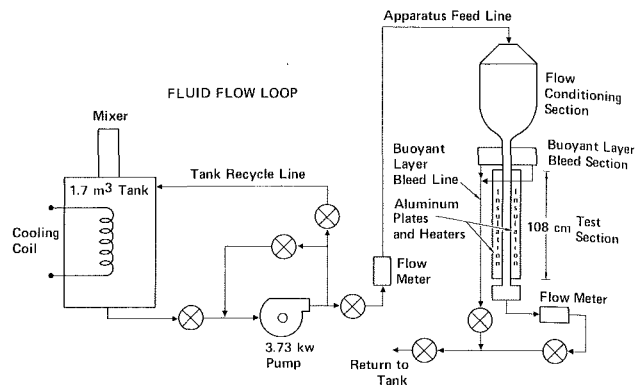 Apparatus Feed Line
FLUID FLOW LOOP
Flow
Conditioning
Section
Mixer
Buoyant
Layer
Bleed Line
Buoyant Layer
Bleed Section
Tank Recycle Line
1.7 m³ Tank
Aluminum
Plates
and Heaters
Insulation
Insulation
108 cm
Test
Section
Cooling
Coil
Flow
Meter
Flow Meter
3.73 kw
Pump
Return to
Tank